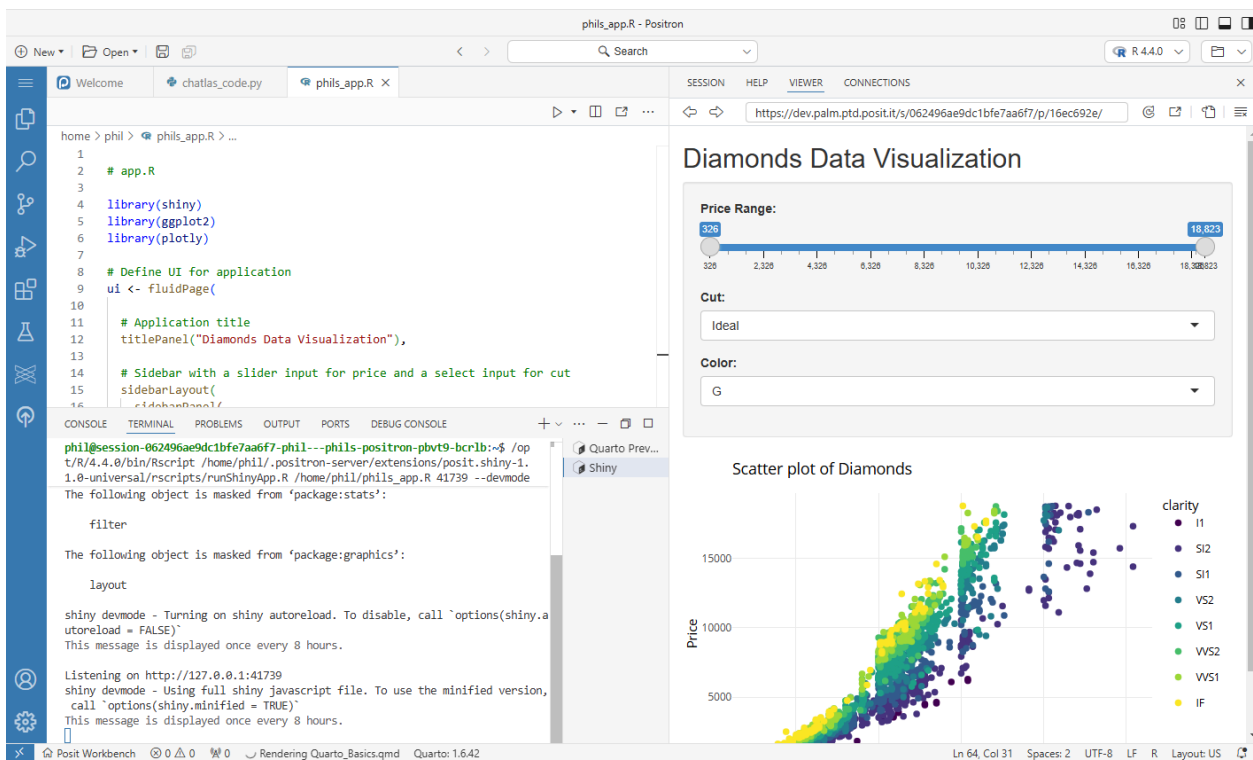 phils_app.R - Positron
New
Open
Search
R 4.4.0
Welcome
chatlas_code.py
phils_app.R
home > phil > phils_app.R > ...
1
2 # app.R
3
4 library(shiny)
5 library(ggplot2)
6 library(plotly)
7
8 # Define UI for application
9 ui <- fluidPage(
10
11 # Application title
12 titlePanel("Diamonds Data Visualization"),
13
14 # Sidebar with a slider input for price and a select input for cut
15 sidebarLayout(
16 sidebarPanel(
CONSOLE TERMINAL PROBLEMS OUTPUT PORTS DEBUG CONSOLE
phil@session-062496ae9dc1bfe7aa6f7-phil---phils-positron-pbvt9-bcrlb:~$ /op
t/R/4.4.0/bin/Rscript /home/phil/.positron-server/extensions/posit.shiny-1.
1.0-universal/rscripts/runShinyApp.R /home/phil/phils_app.R 41739 --devmode
The following object is masked from ‘package:stats’:
filter
The following object is masked from ‘package:graphics’:
layout
shiny devmode - Turning on shiny autoreload. To disable, call `options(shiny.a
utoreload = FALSE)`
This message is displayed once every 8 hours.
Listening on http://127.0.0.1:41739
shiny devmode - Using full shiny javascript file. To use the minified version,
call `options(shiny.minified = TRUE)`
This message is displayed once every 8 hours.
Quarto Prev...
Shiny
SESSION HELP VIEWER CONNECTIONS
https://dev.palm.ptd.posit.it/s/062496ae9dc1bfe7aa6f7/p/16ec692e/
Diamonds Data Visualization
Price Range:
326 18,823
326 2,326 4,326 6,326 8,326 10,326 12,326 14,326 16,326
Cut:
Ideal
Color:
G
Scatter plot of Diamonds
clarity
I1
SI2
SI1
VS2
VS1
VVS2
VVS1
IF
15000
10000
5000
Price
Posit Workbench 0 0 0 Rendering Quarto_Basics.qmd Quarto: 1.6.42
Ln 64, Col 31 Spaces: 2 UTF-8 LF R Layout: US